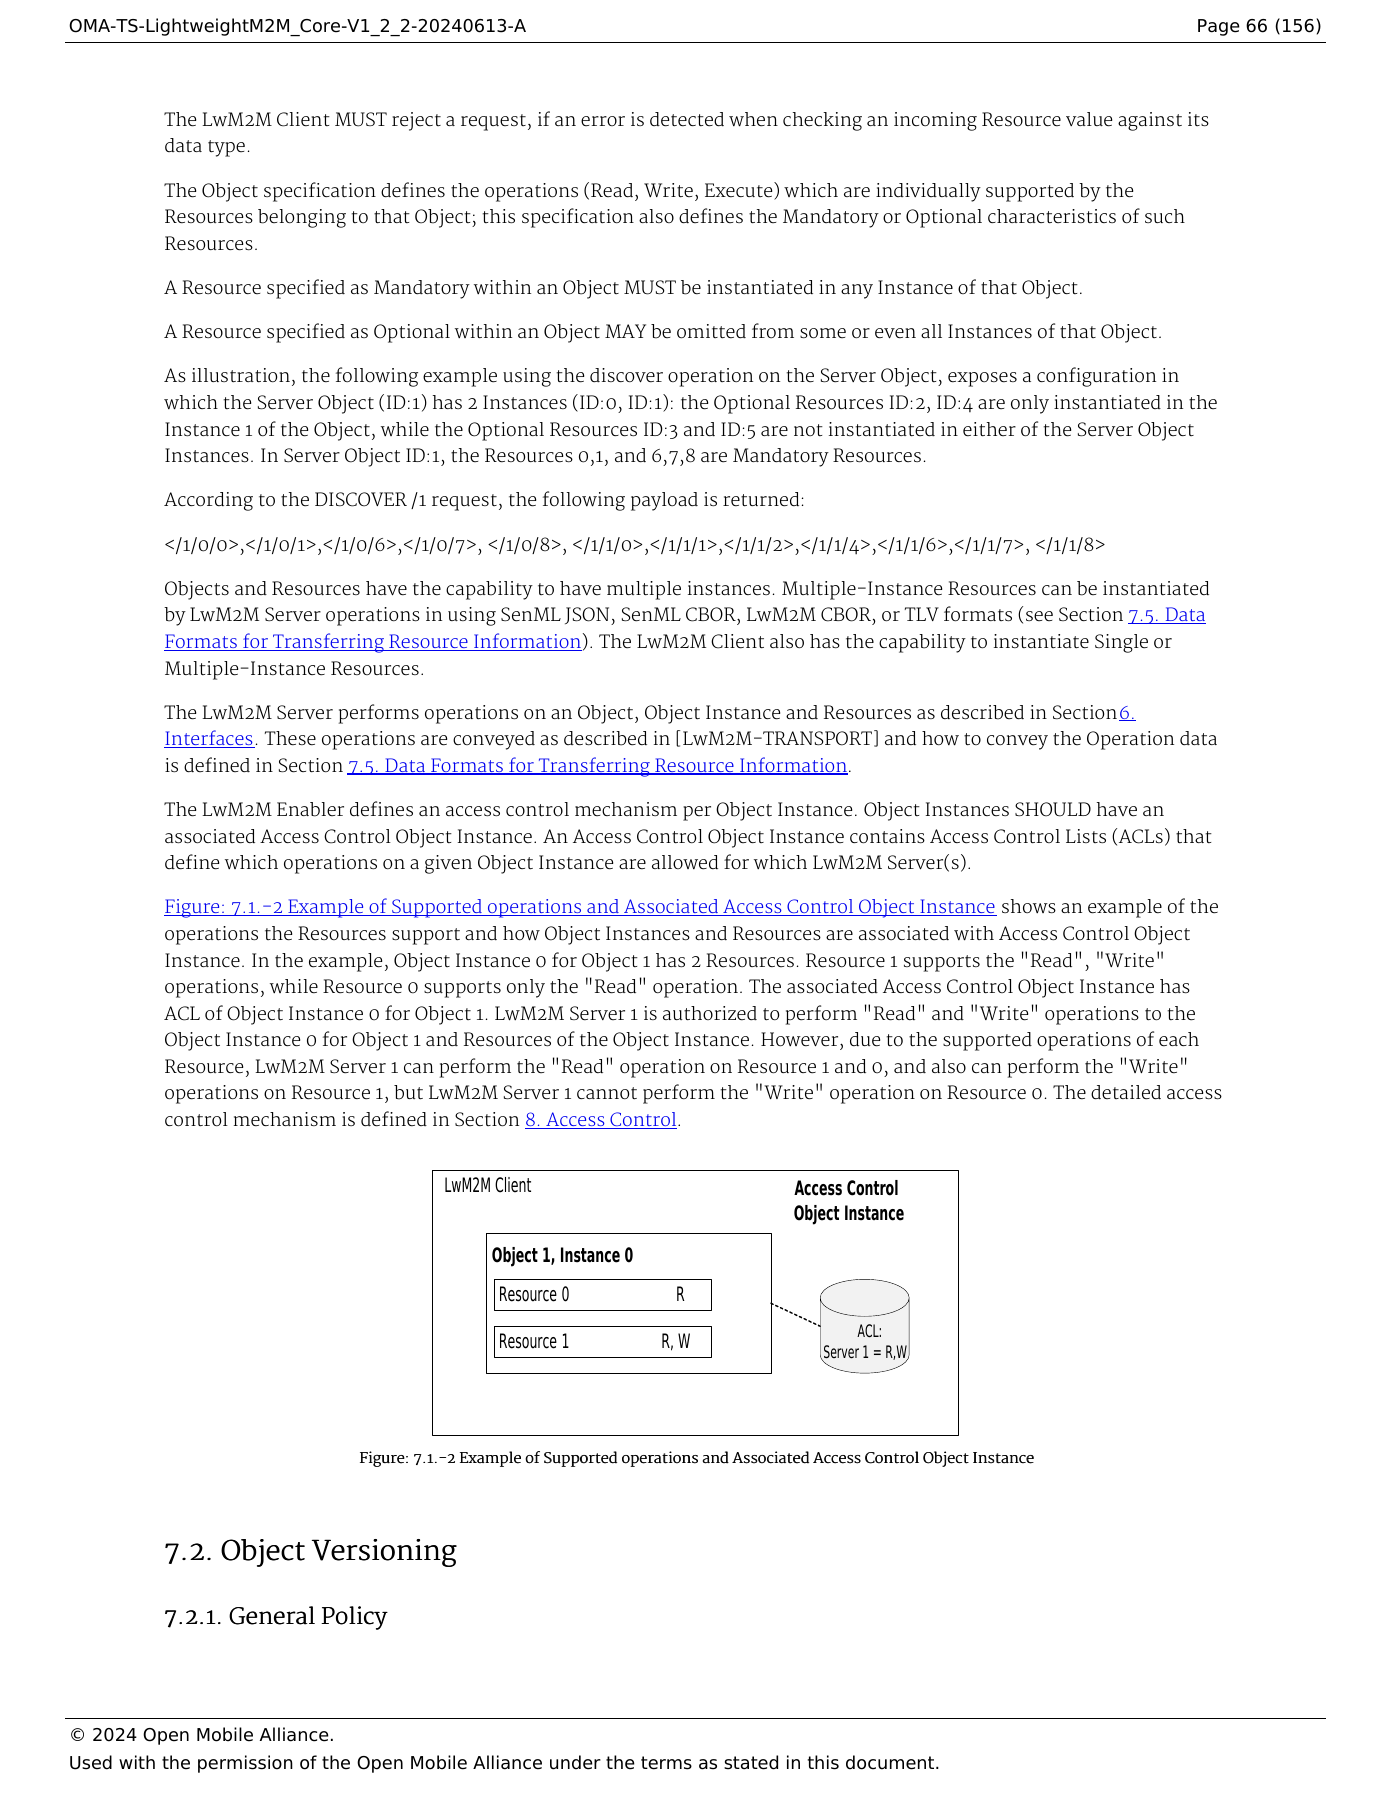 OMA-TS-LightweightM2M_Core-V1_2_2-20240613-A Page 66 (156)
The LwM2M Client MUST reject a request, if an error is detected when checking an incoming Resource value against its
data type.
The Object specification defines the operations (Read, Write, Execute) which are individually supported by the
Resources belonging to that Object; this specification also defines the Mandatory or Optional characteristics of such
Resources.
A Resource specified as Mandatory within an Object MUST be instantiated in any Instance of that Object.
A Resource specified as Optional within an Object MAY be omitted from some or even all Instances of that Object.
As illustration, the following example using the discover operation on the Server Object, exposes a configuration in
which the Server Object (ID:1) has 2 Instances (ID:0, ID:1): the Optional Resources ID:2, ID:4 are only instantiated in the
Instance 1 of the Object, while the Optional Resources ID:3 and ID:5 are not instantiated in either of the Server Object
Instances. In Server Object ID:1, the Resources 0,1, and 6,7,8 are Mandatory Resources.
According to the DISCOVER /1 request, the following payload is returned:
</1/0/0>,</1/0/1>,</1/0/6>,</1/0/7>, </1/0/8>, </1/1/0>,</1/1/1>,</1/1/2>,</1/1/4>,</1/1/6>,</1/1/7>, </1/1/8>
Objects and Resources have the capability to have multiple instances. Multiple-Instance Resources can be instantiated
by LwM2M Server operations in using SenML JSON, SenML CBOR, LwM2M CBOR, or TLV formats (see Section 7.5. Data
Formats for Transferring Resource Information). The LwM2M Client also has the capability to instantiate Single or
Multiple-Instance Resources.
The LwM2M Server performs operations on an Object, Object Instance and Resources as described in Section6.
Interfaces. These operations are conveyed as described in [LwM2M-TRANSPORT] and how to convey the Operation data
is defined in Section 7.5. Data Formats for Transferring Resource Information.
The LwM2M Enabler defines an access control mechanism per Object Instance. Object Instances SHOULD have an
associated Access Control Object Instance. An Access Control Object Instance contains Access Control Lists (ACLs) that
define which operations on a given Object Instance are allowed for which LwM2M Server(s).
Figure: 7.1.-2 Example of Supported operations and Associated Access Control Object Instance shows an example of the
operations the Resources support and how Object Instances and Resources are associated with Access Control Object
Instance. In the example, Object Instance 0 for Object 1 has 2 Resources. Resource 1 supports the "Read", "Write"
operations, while Resource 0 supports only the "Read" operation. The associated Access Control Object Instance has
ACL of Object Instance 0 for Object 1. LwM2M Server 1 is authorized to perform "Read" and "Write" operations to the
Object Instance 0 for Object 1 and Resources of the Object Instance. However, due to the supported operations of each
Resource, LwM2M Server 1 can perform the "Read" operation on Resource 1 and 0, and also can perform the "Write"
operations on Resource 1, but LwM2M Server 1 cannot perform the "Write" operation on Resource 0. The detailed access
control mechanism is defined in Section 8. Access Control.
LwM2M Client
Access Control
Object Instance
Object 1, Instance 0
Resource 0 R
Resource 1 R, W
ACL:
Server 1 = R,W
Figure: 7.1.-2 Example of Supported operations and Associated Access Control Object Instance
7.2. Object Versioning
7.2.1. General Policy
© 2024 Open Mobile Alliance.
Used with the permission of the Open Mobile Alliance under the terms as stated in this document.